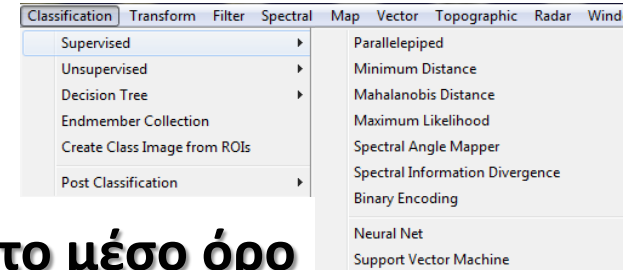 Classification Transform Filter Spectral Map Vector Topographic Radar
Supervised
Unsupervised
Decision Tree
Endmember Collection
Create Class Image from ROIs
Post Classification
Parallelepiped
Minimum Distance
Mahalanobis Distance
Maximum Likelihood
Spectral Angle Mapper
Spectral Information Divergence
Binary Encoding
Neural Net
Support Vector Machine
το μέσο όρο